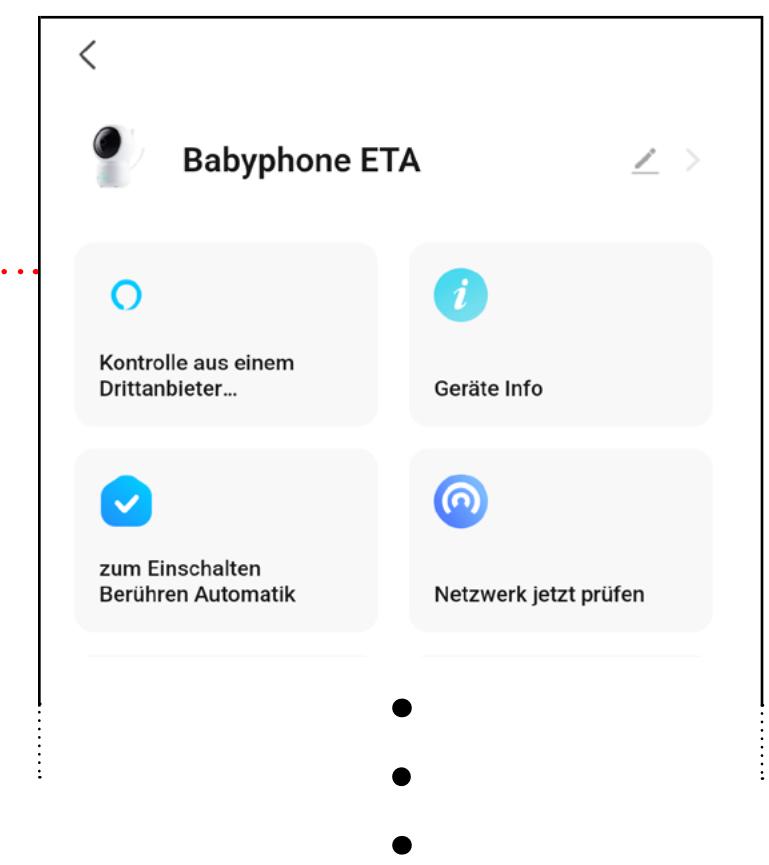 Babyphone ETA
Kontrolle aus einem
Drittanbieter...
Geräte Info
zum Einschalten
Berühren Automatik
Netzwerk jetzt prüfen